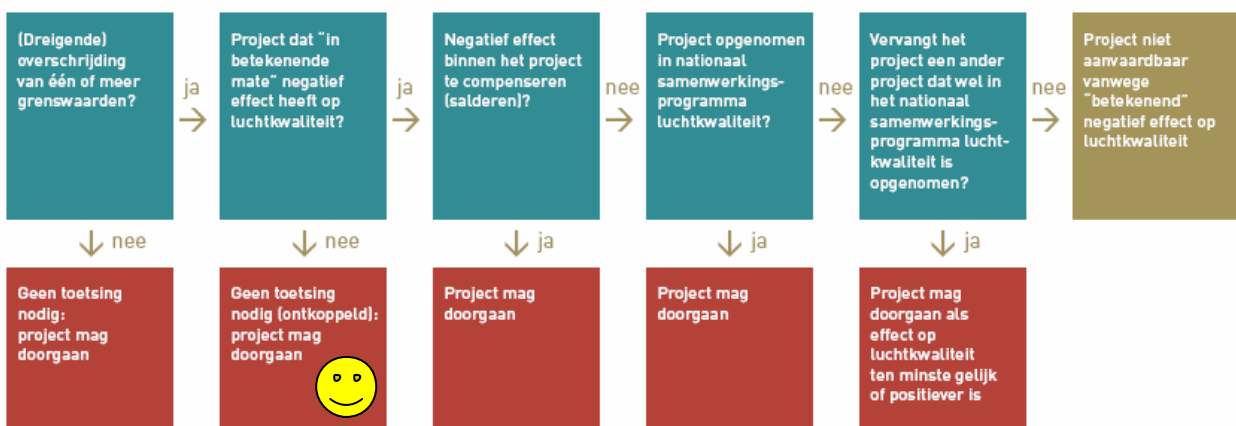 (Dreigende)
overschrijding
van één of meer
grenswaarden?
ja
Project dat "in
betekenende
mate" negatief
effect heeft op
luchtkwaliteit?
ja
Negatief effect
binnen het project
te compenseren
(salderen)?
nee
Project opgenomen
in nationaal
samenwerkings-
programma
luchtkwaliteit?
nee
Vervangt het
project een ander
project dat wel in
het nationaal
samenwerkings-
programma lucht-
kwaliteit is
opgenomen?
nee
Project niet
aanvaardbaar
vanwege
"betekenend"
negatief effect op
luchtkwaliteit
nee
nee
ja
ja
ja
Geen toetsing
nodig:
project mag
doorgaan
Geen toetsing
nodig (ontkoppeld):
project mag
doorgaan
Project mag
doorgaan
Project mag
doorgaan
Project mag
doorgaan als
effect op
luchtkwaliteit
ten minste gelijk
of positiever is